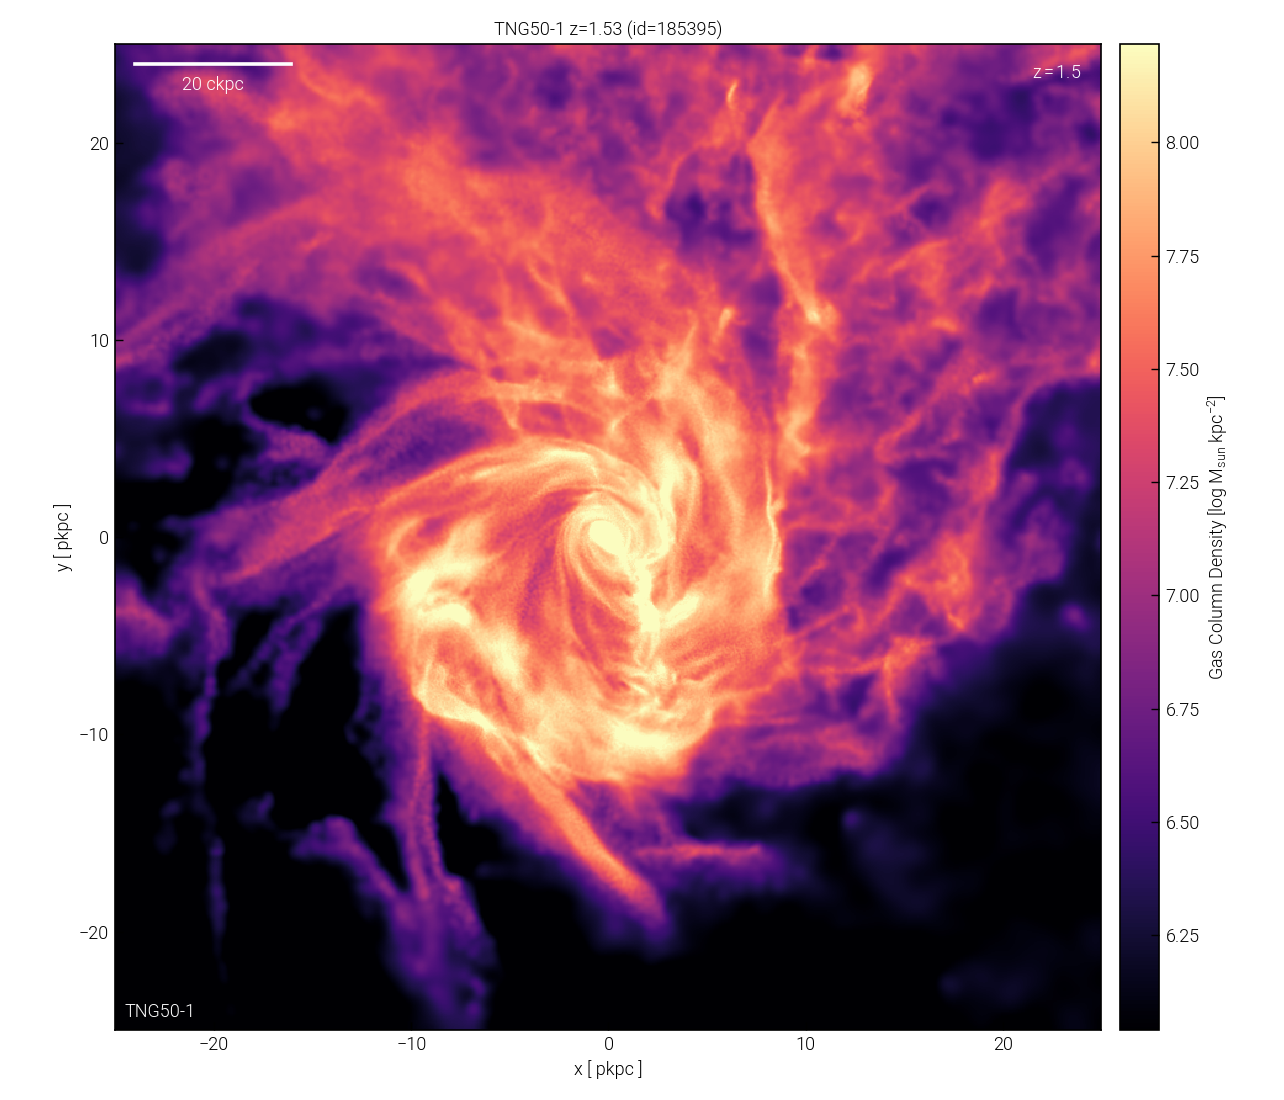 TNG50-1 z=1.53 (id=185395)
20 ckpc
z=1.5
20
10
0
−10
−20
y [ pkpc ]
TNG50-1
−20
−10
0
10
20
x [ pkpc ]
8.00
7.75
7.50
7.25
7.00
6.75
6.50
6.25
Gas Column Density [log M_sun kpc^−2]